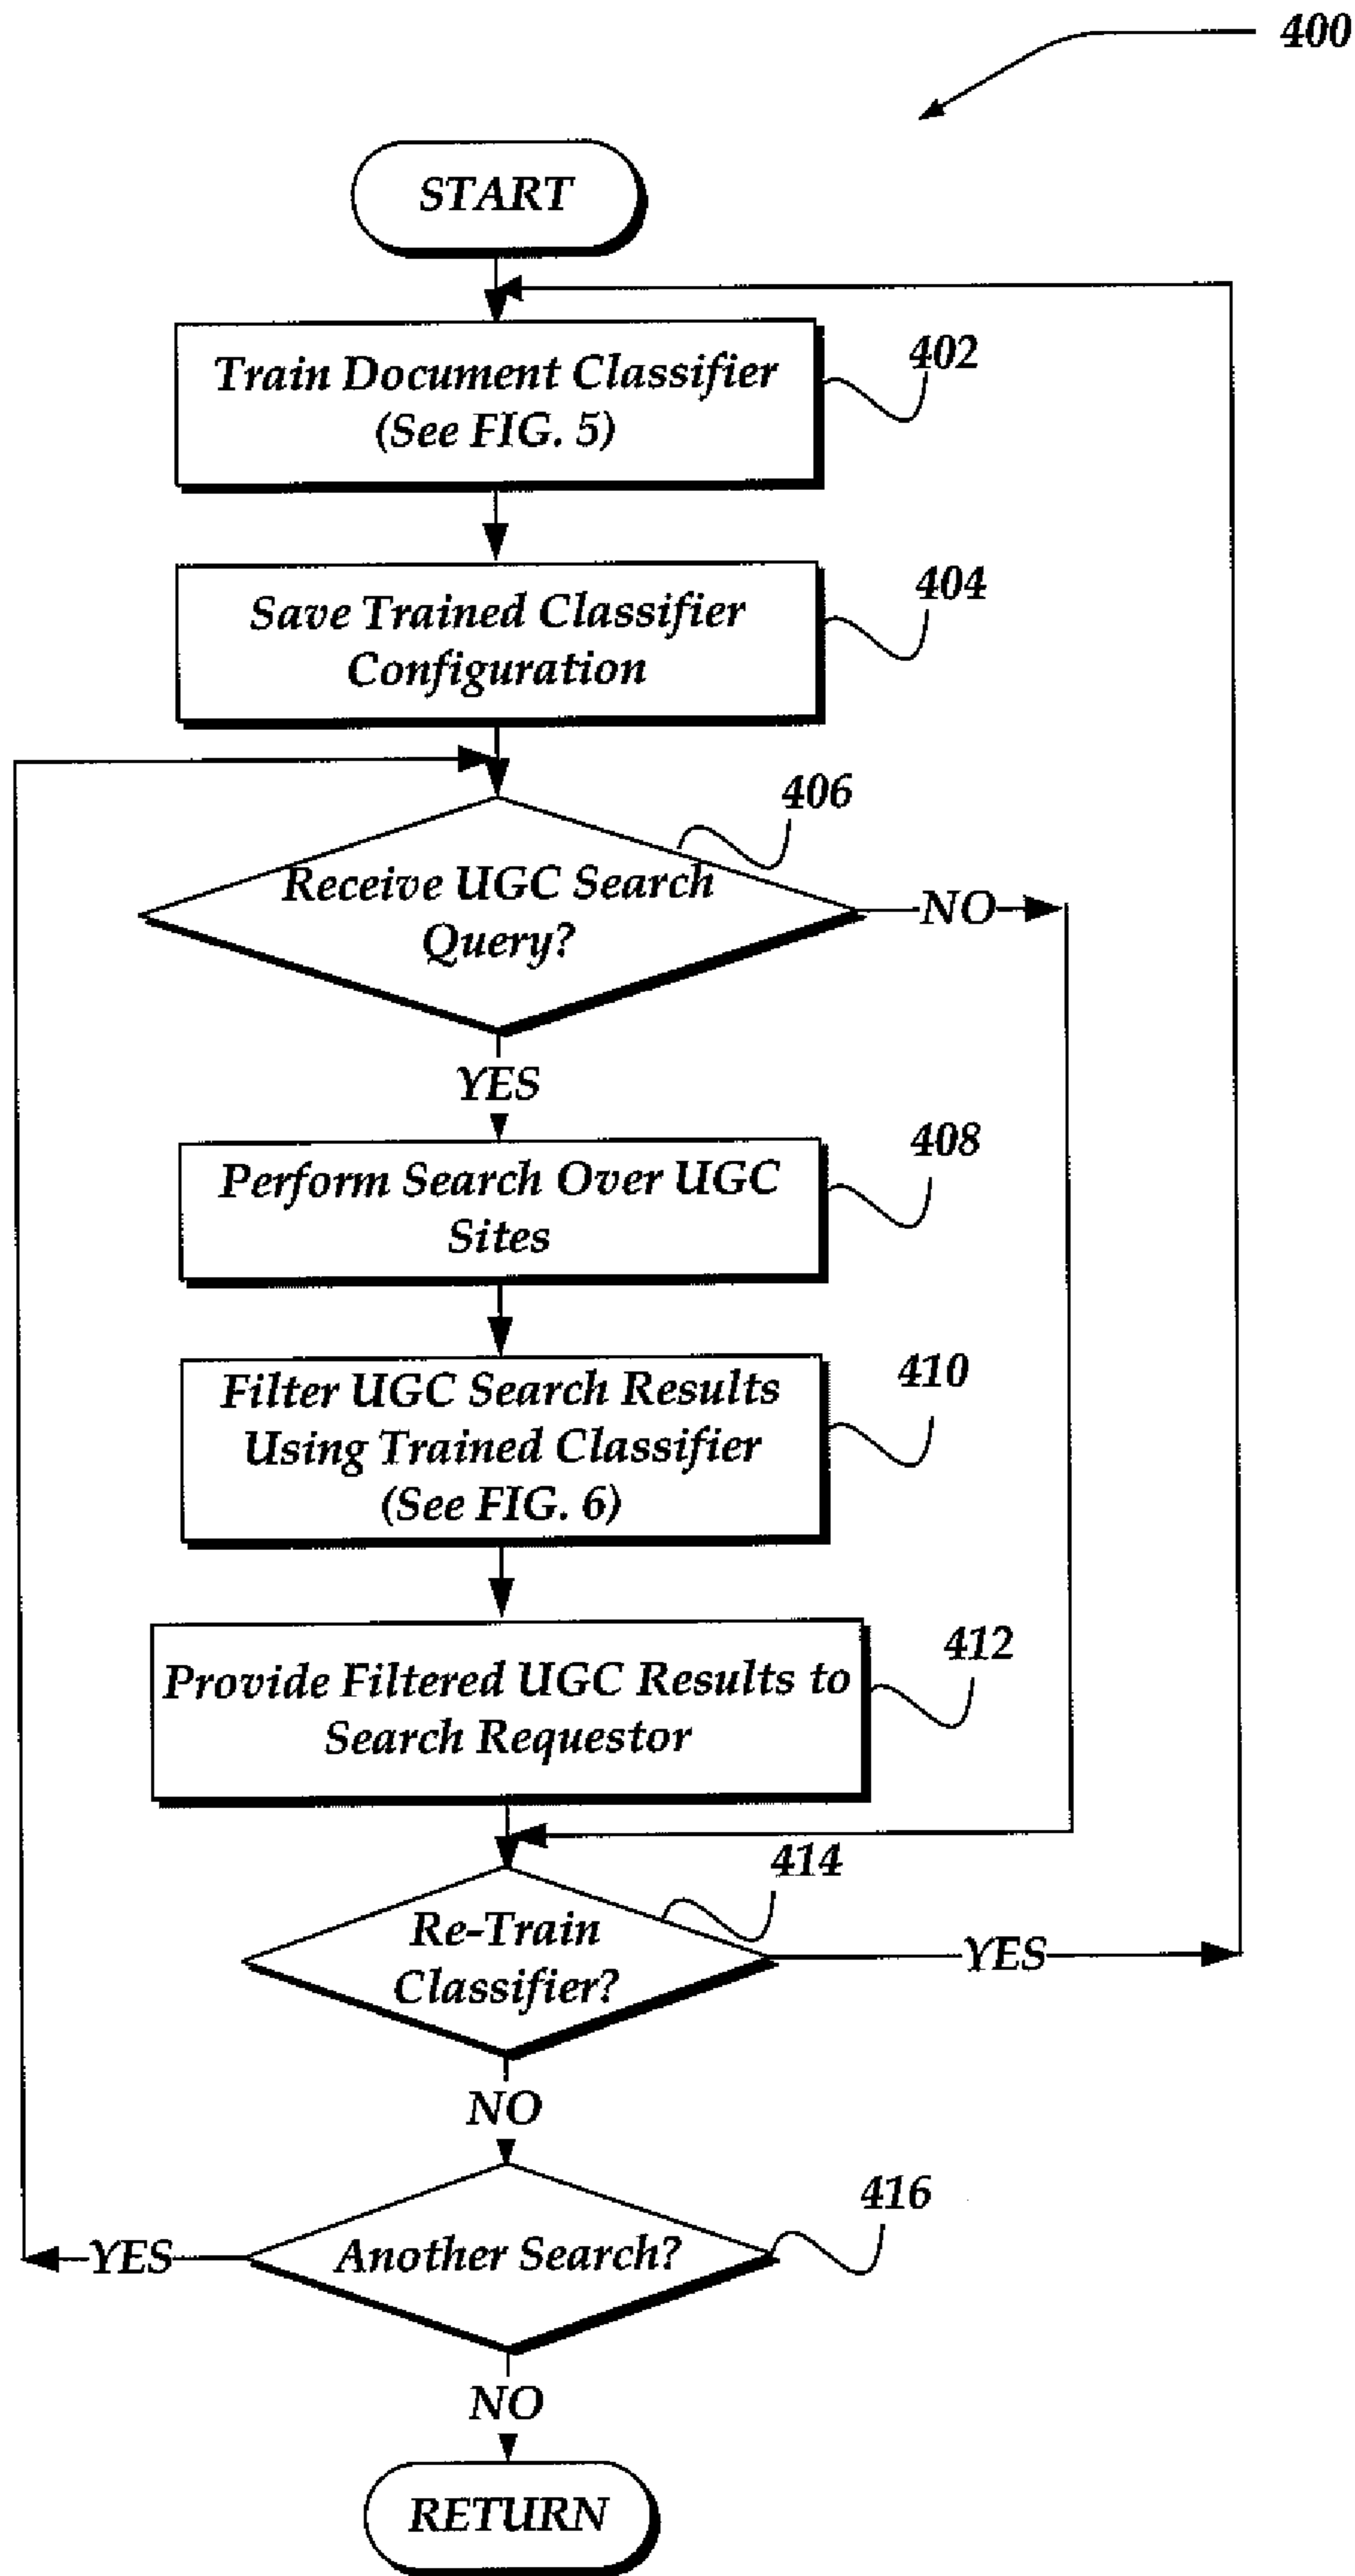 400
START
Train Document Classifier
(See FIG. 5)
402
Save Trained Classifier
Configuration
404
406
Receive UGC Search
Query?
NO
YES
408
Perform Search Over UGC
Sites
410
Filter UGC Search Results
Using Trained Classifier
(See FIG. 6)
412
Provide Filtered UGC Results to
Search Requestor
414
Re-Train
Classifier?
YES
NO
416
Another Search?
YES
NO
RETURN